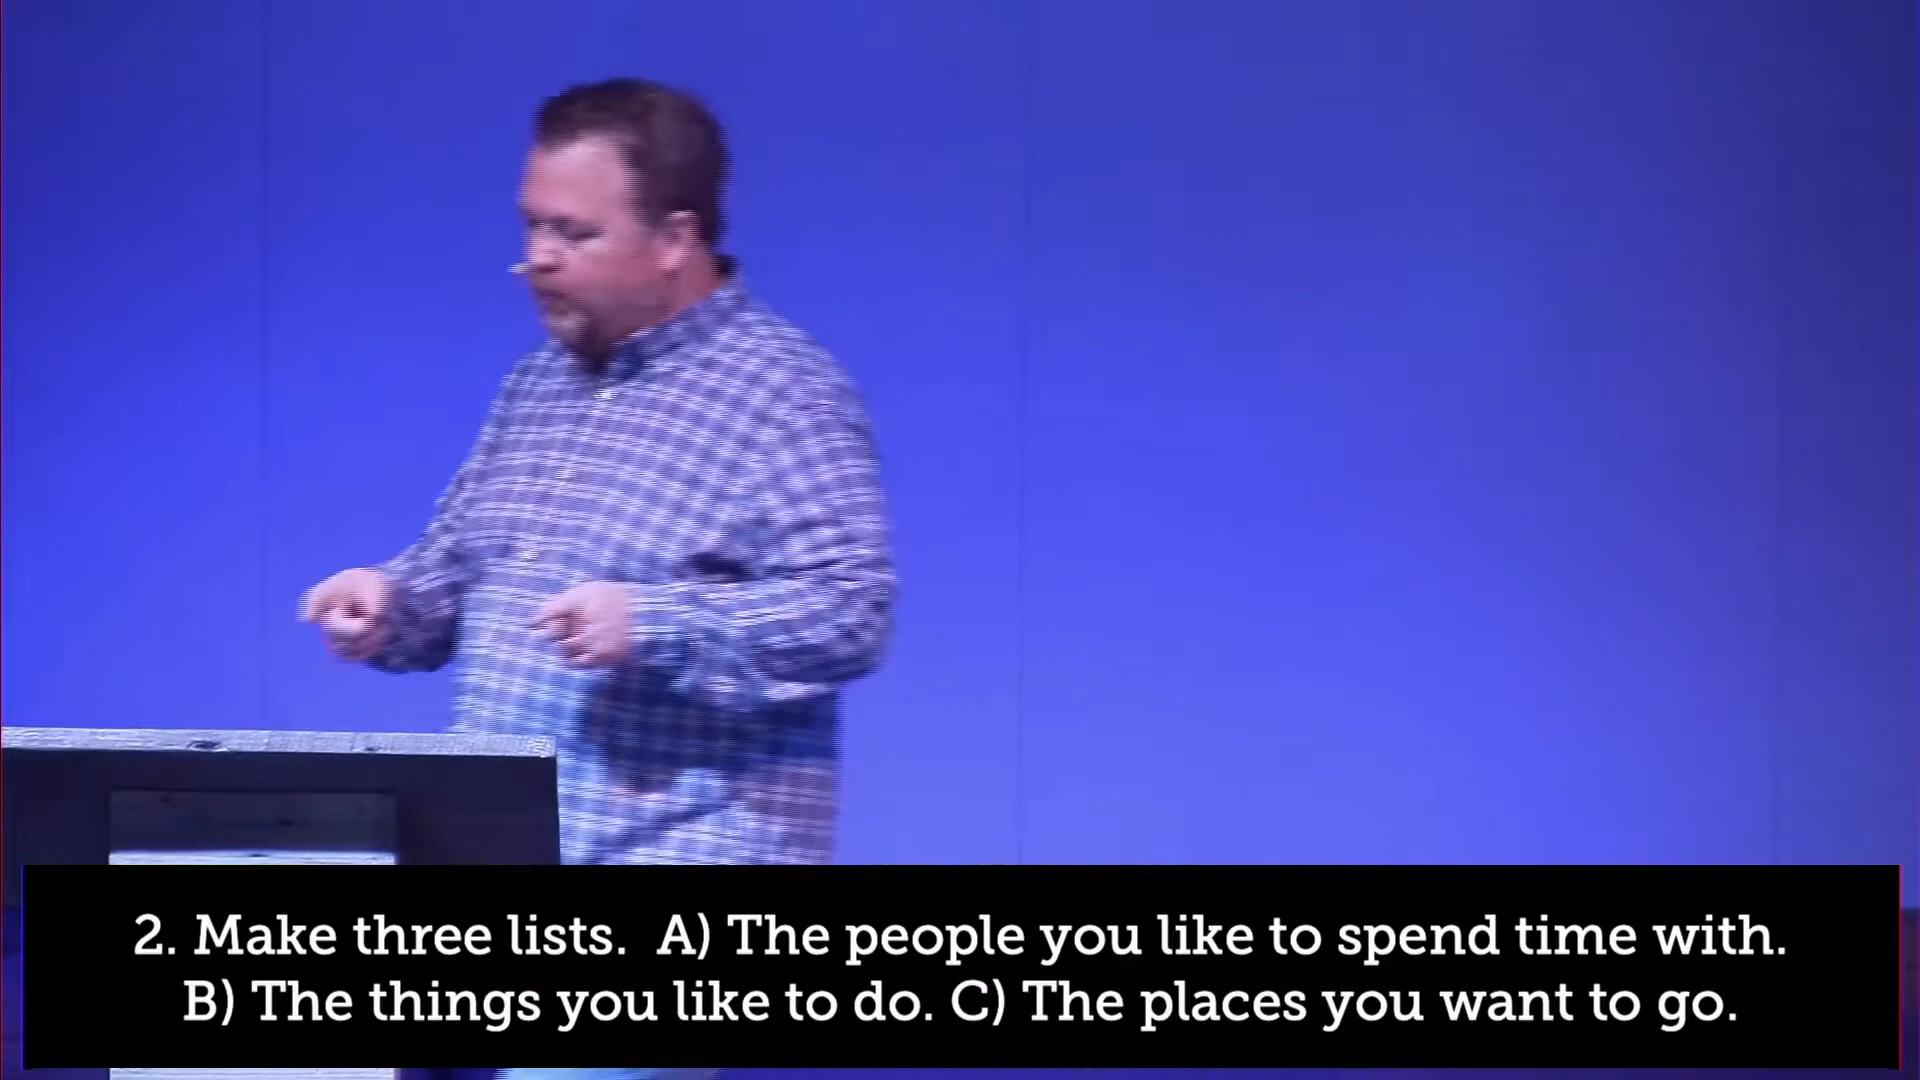 2. Make three lists.  A) The people you like to spend time with.
B) The things you like to do. C) The places you want to go.